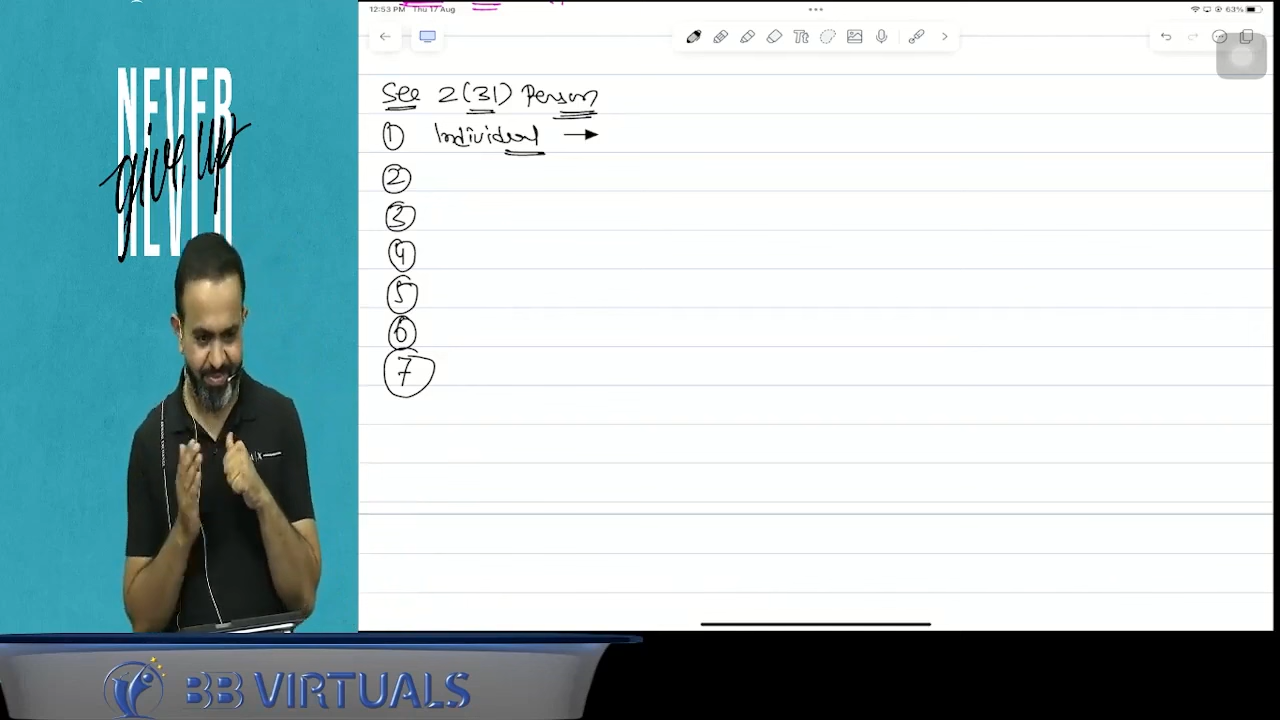 12:53 PM Thu 17 Aug
63%
NEVER
give up
NEVER
See 2(31) Person
① Individual →
②
③
④
⑤
⑥
⑦
BB VIRTUALS